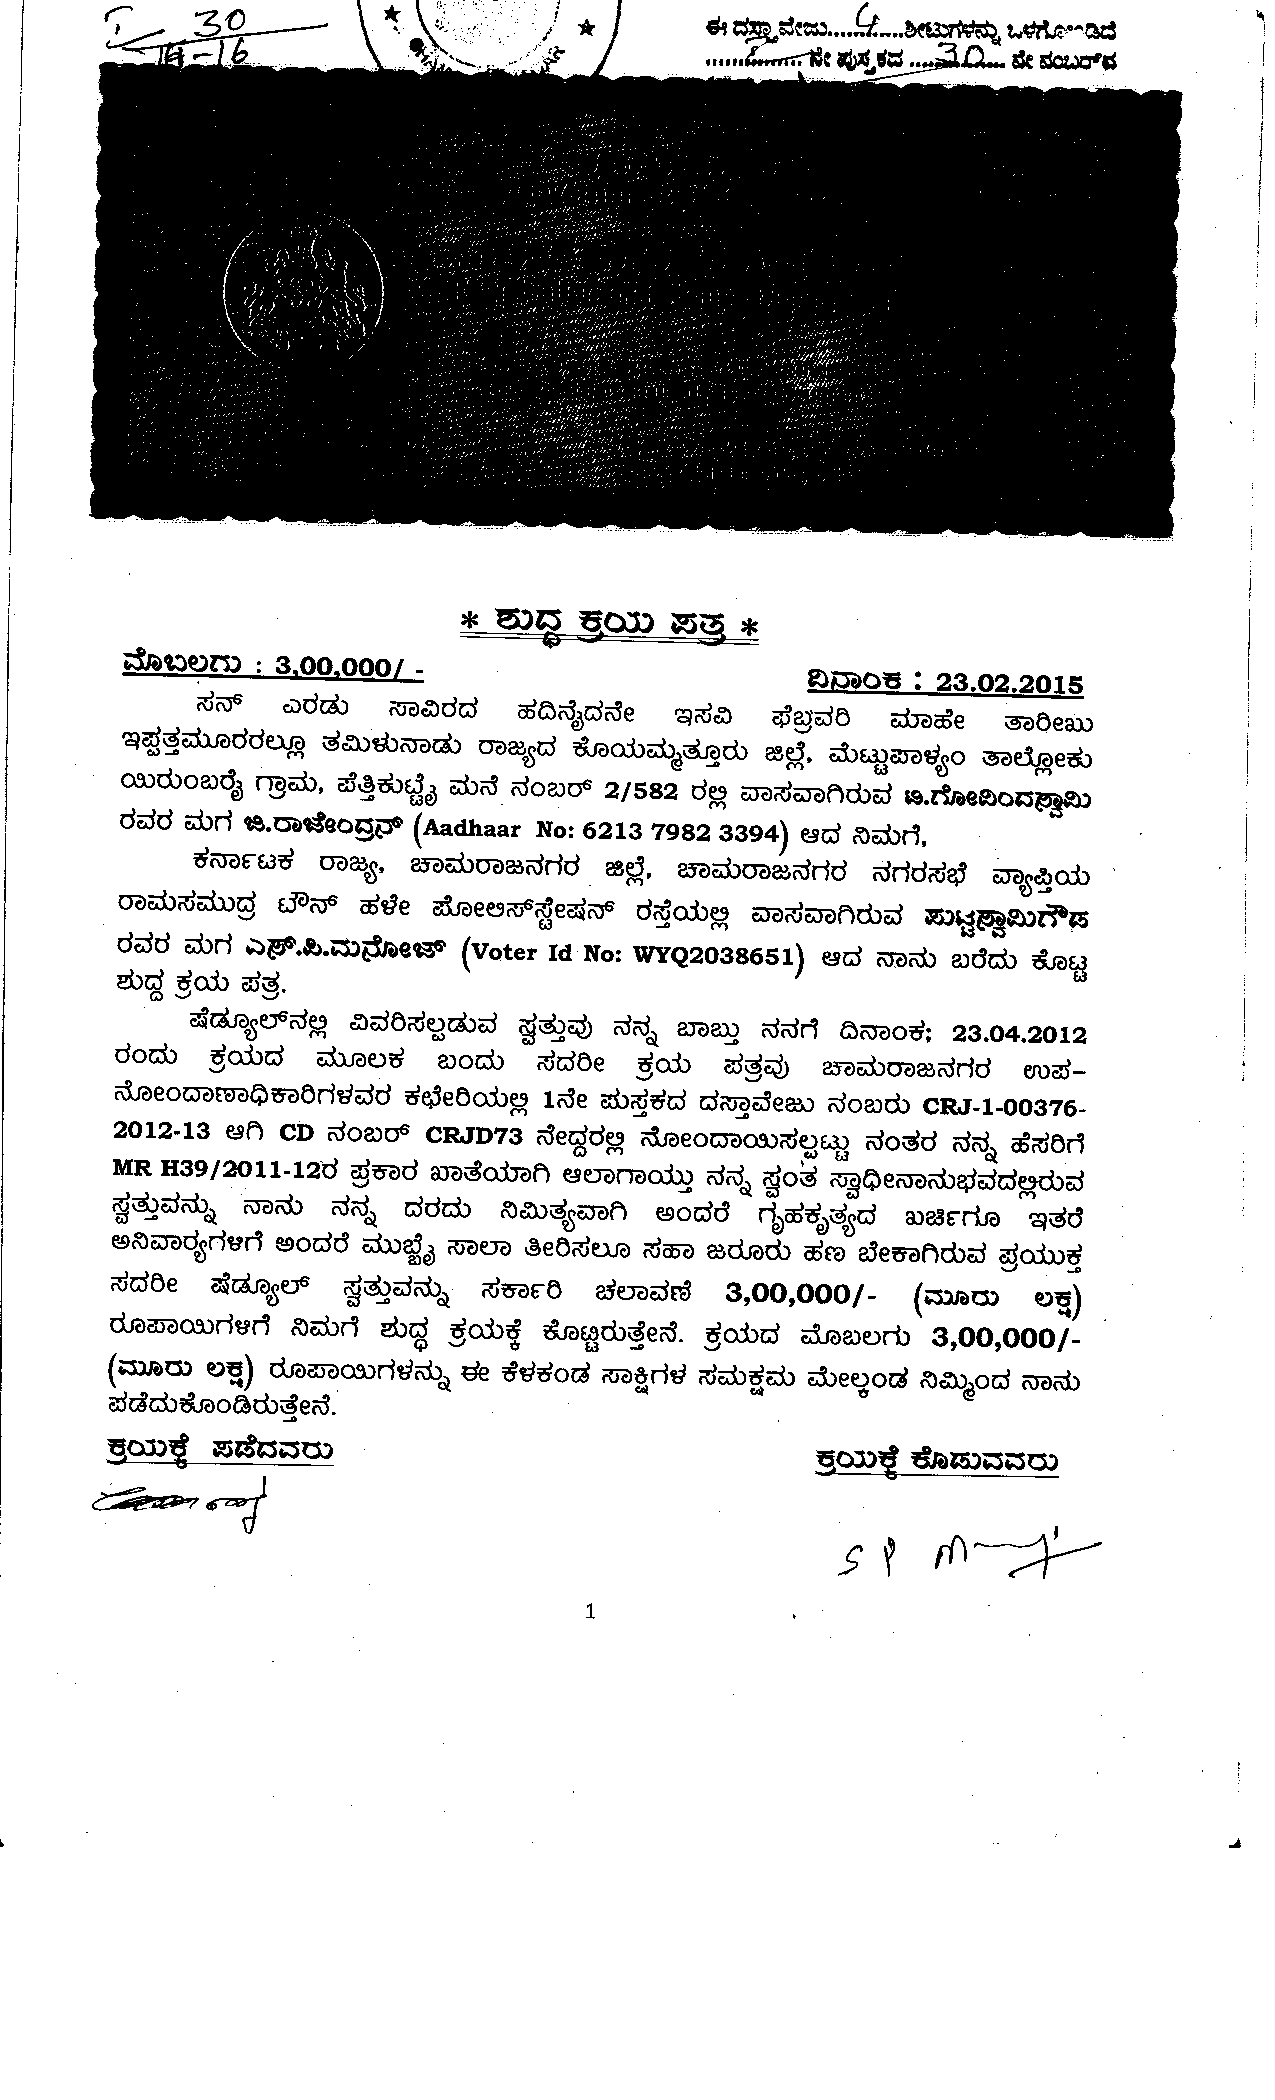 I 30
ಈ ದಸ್ತಾವೇಜು......4....ಶೀಟುಗಳನ್ನು ಒಳಗೊಂಡಿದೆ
ನೇ ಪುಸ್ತಕದ ....30.... ನೇ ನಂಬರ್‌ದ
* ಶುದ್ಧ ಕ್ರಯ ಪತ್ರ *
ಮೊಬಲಗು : 3,00,000/ -
ದಿನಾಂಕ : 23.02.2015
ಸನ್ ಎರಡು ಸಾವಿರದ ಹದಿನೈದನೇ ಇಸವಿ ಫೆಬ್ರವರಿ ಮಾಹೇ ತಾರೀಖು
ಇಪ್ಪತ್ತಮೂರರಲ್ಲೂ ತಮಿಳುನಾಡು ರಾಜ್ಯದ ಕೊಯಮ್ಮತ್ತೂರು ಜಿಲ್ಲೆ, ಮೆಟ್ಟುಪಾಳ್ಯಂ ತಾಲ್ಲೋಕು
ಯಿರುಂಬರೈ ಗ್ರಾಮ, ಪೆತ್ತಿಕುಟ್ಟೈ ಮನೆ ನಂಬರ್ 2/582 ರಲ್ಲಿ ವಾಸವಾಗಿರುವ ಟಿ.ಗೋವಿಂದಸ್ವಾಮಿ
ರವರ ಮಗ ಜಿ.ರಾಜೇಂದ್ರನ್ (Aadhaar No: 6213 7982 3394) ಆದ ನಿಮಗೆ,
ಕರ್ನಾಟಕ ರಾಜ್ಯ, ಚಾಮರಾಜನಗರ ಜಿಲ್ಲೆ, ಚಾಮರಾಜನಗರ ನಗರಸಭೆ ವ್ಯಾಪ್ತಿಯ
ರಾಮಸಮುದ್ರ ಟೌನ್ ಹಳೇ ಪೋಲಿಸ್‌ಸ್ಟೇಷನ್ ರಸ್ತೆಯಲ್ಲಿ ವಾಸವಾಗಿರುವ ಪುಟ್ಟಸ್ವಾಮಿಗೌಡ
ರವರ ಮಗ ಎಸ್.ಪಿ.ಮನೋಜ್ (Voter Id No: WYQ2038651) ಆದ ನಾನು ಬರೆದು ಕೊಟ್ಟ
ಶುದ್ದ ಕ್ರಯ ಪತ್ರ.
ಷೆಡ್ಯೂಲ್‌ನಲ್ಲಿ ವಿವರಿಸಲ್ಪಡುವ ಸ್ವತ್ತುವು ನನ್ನ ಬಾಬ್ತು ನನಗೆ ದಿನಾಂಕ; 23.04.2012
ರಂದು ಕ್ರಯದ ಮೂಲಕ ಬಂದು ಸದರೀ ಕ್ರಯ ಪತ್ರವು ಚಾಮರಾಜನಗರ ಉಪ-
ನೋಂದಾಣಾಧಿಕಾರಿಗಳವರ ಕಛೇರಿಯಲ್ಲಿ 1ನೇ ಪುಸ್ತಕದ ದಸ್ತಾವೇಜು ನಂಬರು CRJ-1-00376-
2012-13 ಆಗಿ CD ನಂಬರ್ CRJD73 ನೇದ್ದರಲ್ಲಿ ನೋಂದಾಯಿಸಲ್ಪಟ್ಟು ನಂತರ ನನ್ನ ಹೆಸರಿಗೆ
MR H39/2011-12ರ ಪ್ರಕಾರ ಖಾತೆಯಾಗಿ ಆಲಾಗಾಯ್ತು ನನ್ನ ಸ್ವಂತ ಸ್ವಾಧೀನಾನುಭವದಲ್ಲಿರುವ
ಸ್ವತ್ತುವನ್ನು ನಾನು ನನ್ನ ದರದು ನಿಮಿತ್ಯವಾಗಿ ಅಂದರೆ ಗೃಹಕೃತ್ಯದ ಖರ್ಚಿಗೂ ಇತರೆ
ಅನಿವಾರ್‍ಯಗಳಿಗೆ ಅಂದರೆ ಮುಬ್ಬೈ ಸಾಲಾ ತೀರಿಸಲೂ ಸಹಾ ಜರೂರು ಹಣ ಬೇಕಾಗಿರುವ ಪ್ರಯುಕ್ತ
ಸದರೀ ಷೆಡ್ಯೂಲ್ ಸ್ವತ್ತುವನ್ನು ಸರ್ಕಾರಿ ಚಲಾವಣೆ 3,00,000/- (ಮೂರು ಲಕ್ಷ)
ರೂಪಾಯಿಗಳಿಗೆ ನಿಮಗೆ ಶುದ್ಧ ಕ್ರಯಕ್ಕೆ ಕೊಟ್ಟಿರುತ್ತೇನೆ. ಕ್ರಯದ ಮೊಬಲಗು 3,00,000/-
(ಮೂರು ಲಕ್ಷ) ರೂಪಾಯಿಗಳನ್ನು ಈ ಕೆಳಕಂಡ ಸಾಕ್ಷಿಗಳ ಸಮಕ್ಷಮ ಮೇಲ್ಕಂಡ ನಿಮ್ಮಿಂದ ನಾನು
ಪಡೆದುಕೊಂಡಿರುತ್ತೇನೆ.
ಕ್ರಯಕ್ಕೆ ಪಡೆದವರು
ಕ್ರಯಕ್ಕೆ ಕೊಡುವವರು
S P
1